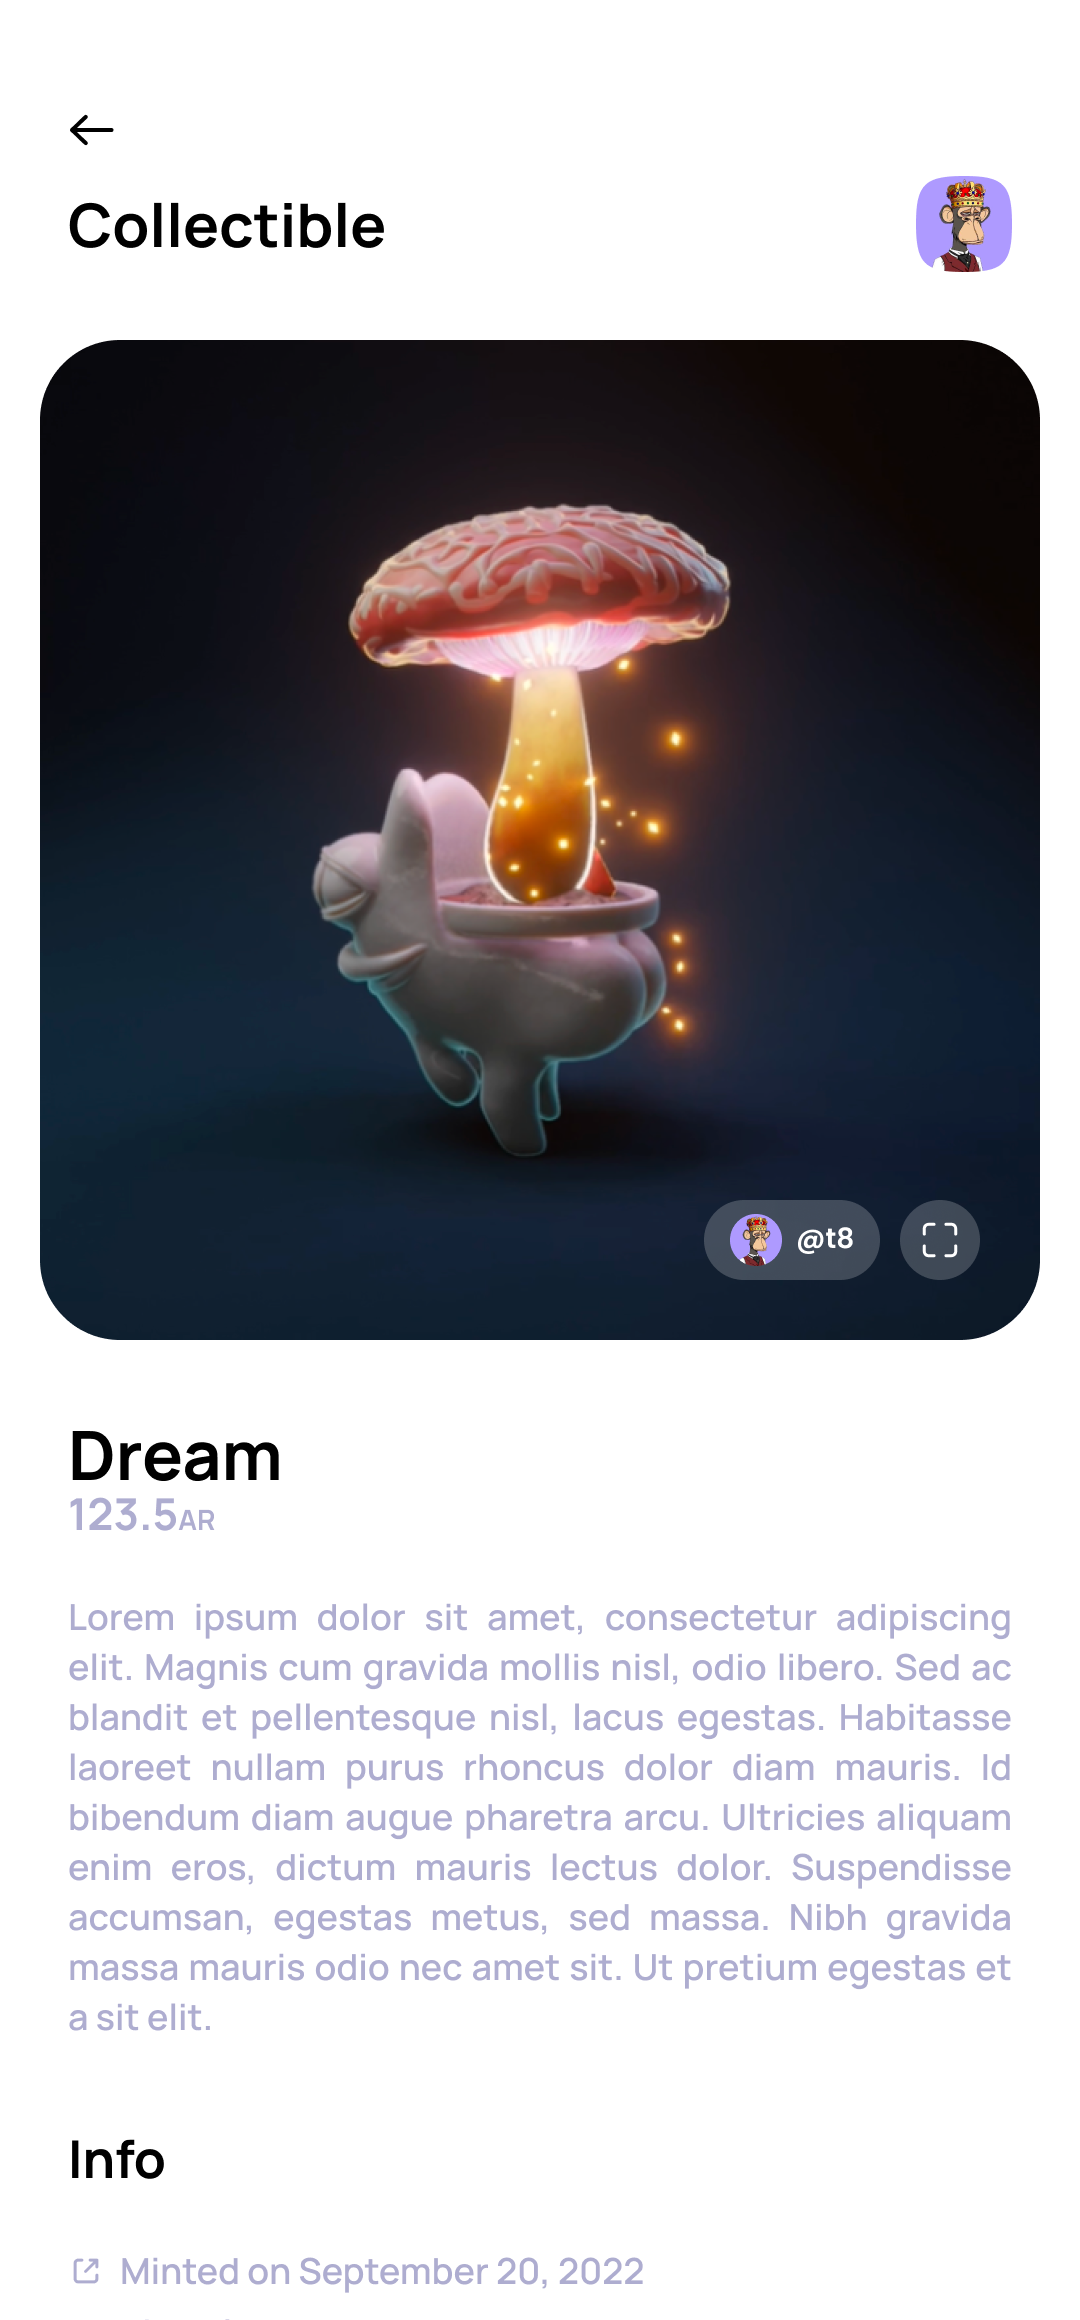 Collectible
@t8
Dream
123.5AR
Lorem ipsum dolor sit amet, consectetur adipiscing
elit. Magnis cum gravida mollis nisl, odio libero. Sed ac
blandit et pellentesque nisl, lacus egestas. Habitasse
laoreet nullam purus rhoncus dolor diam mauris. Id
bibendum diam augue pharetra arcu. Ultricies aliquam
enim eros, dictum mauris lectus dolor. Suspendisse
accumsan, egestas metus, sed massa. Nibh gravida
massa mauris odio nec amet sit. Ut pretium egestas et
a sit elit.
Info
Minted on September 20, 2022